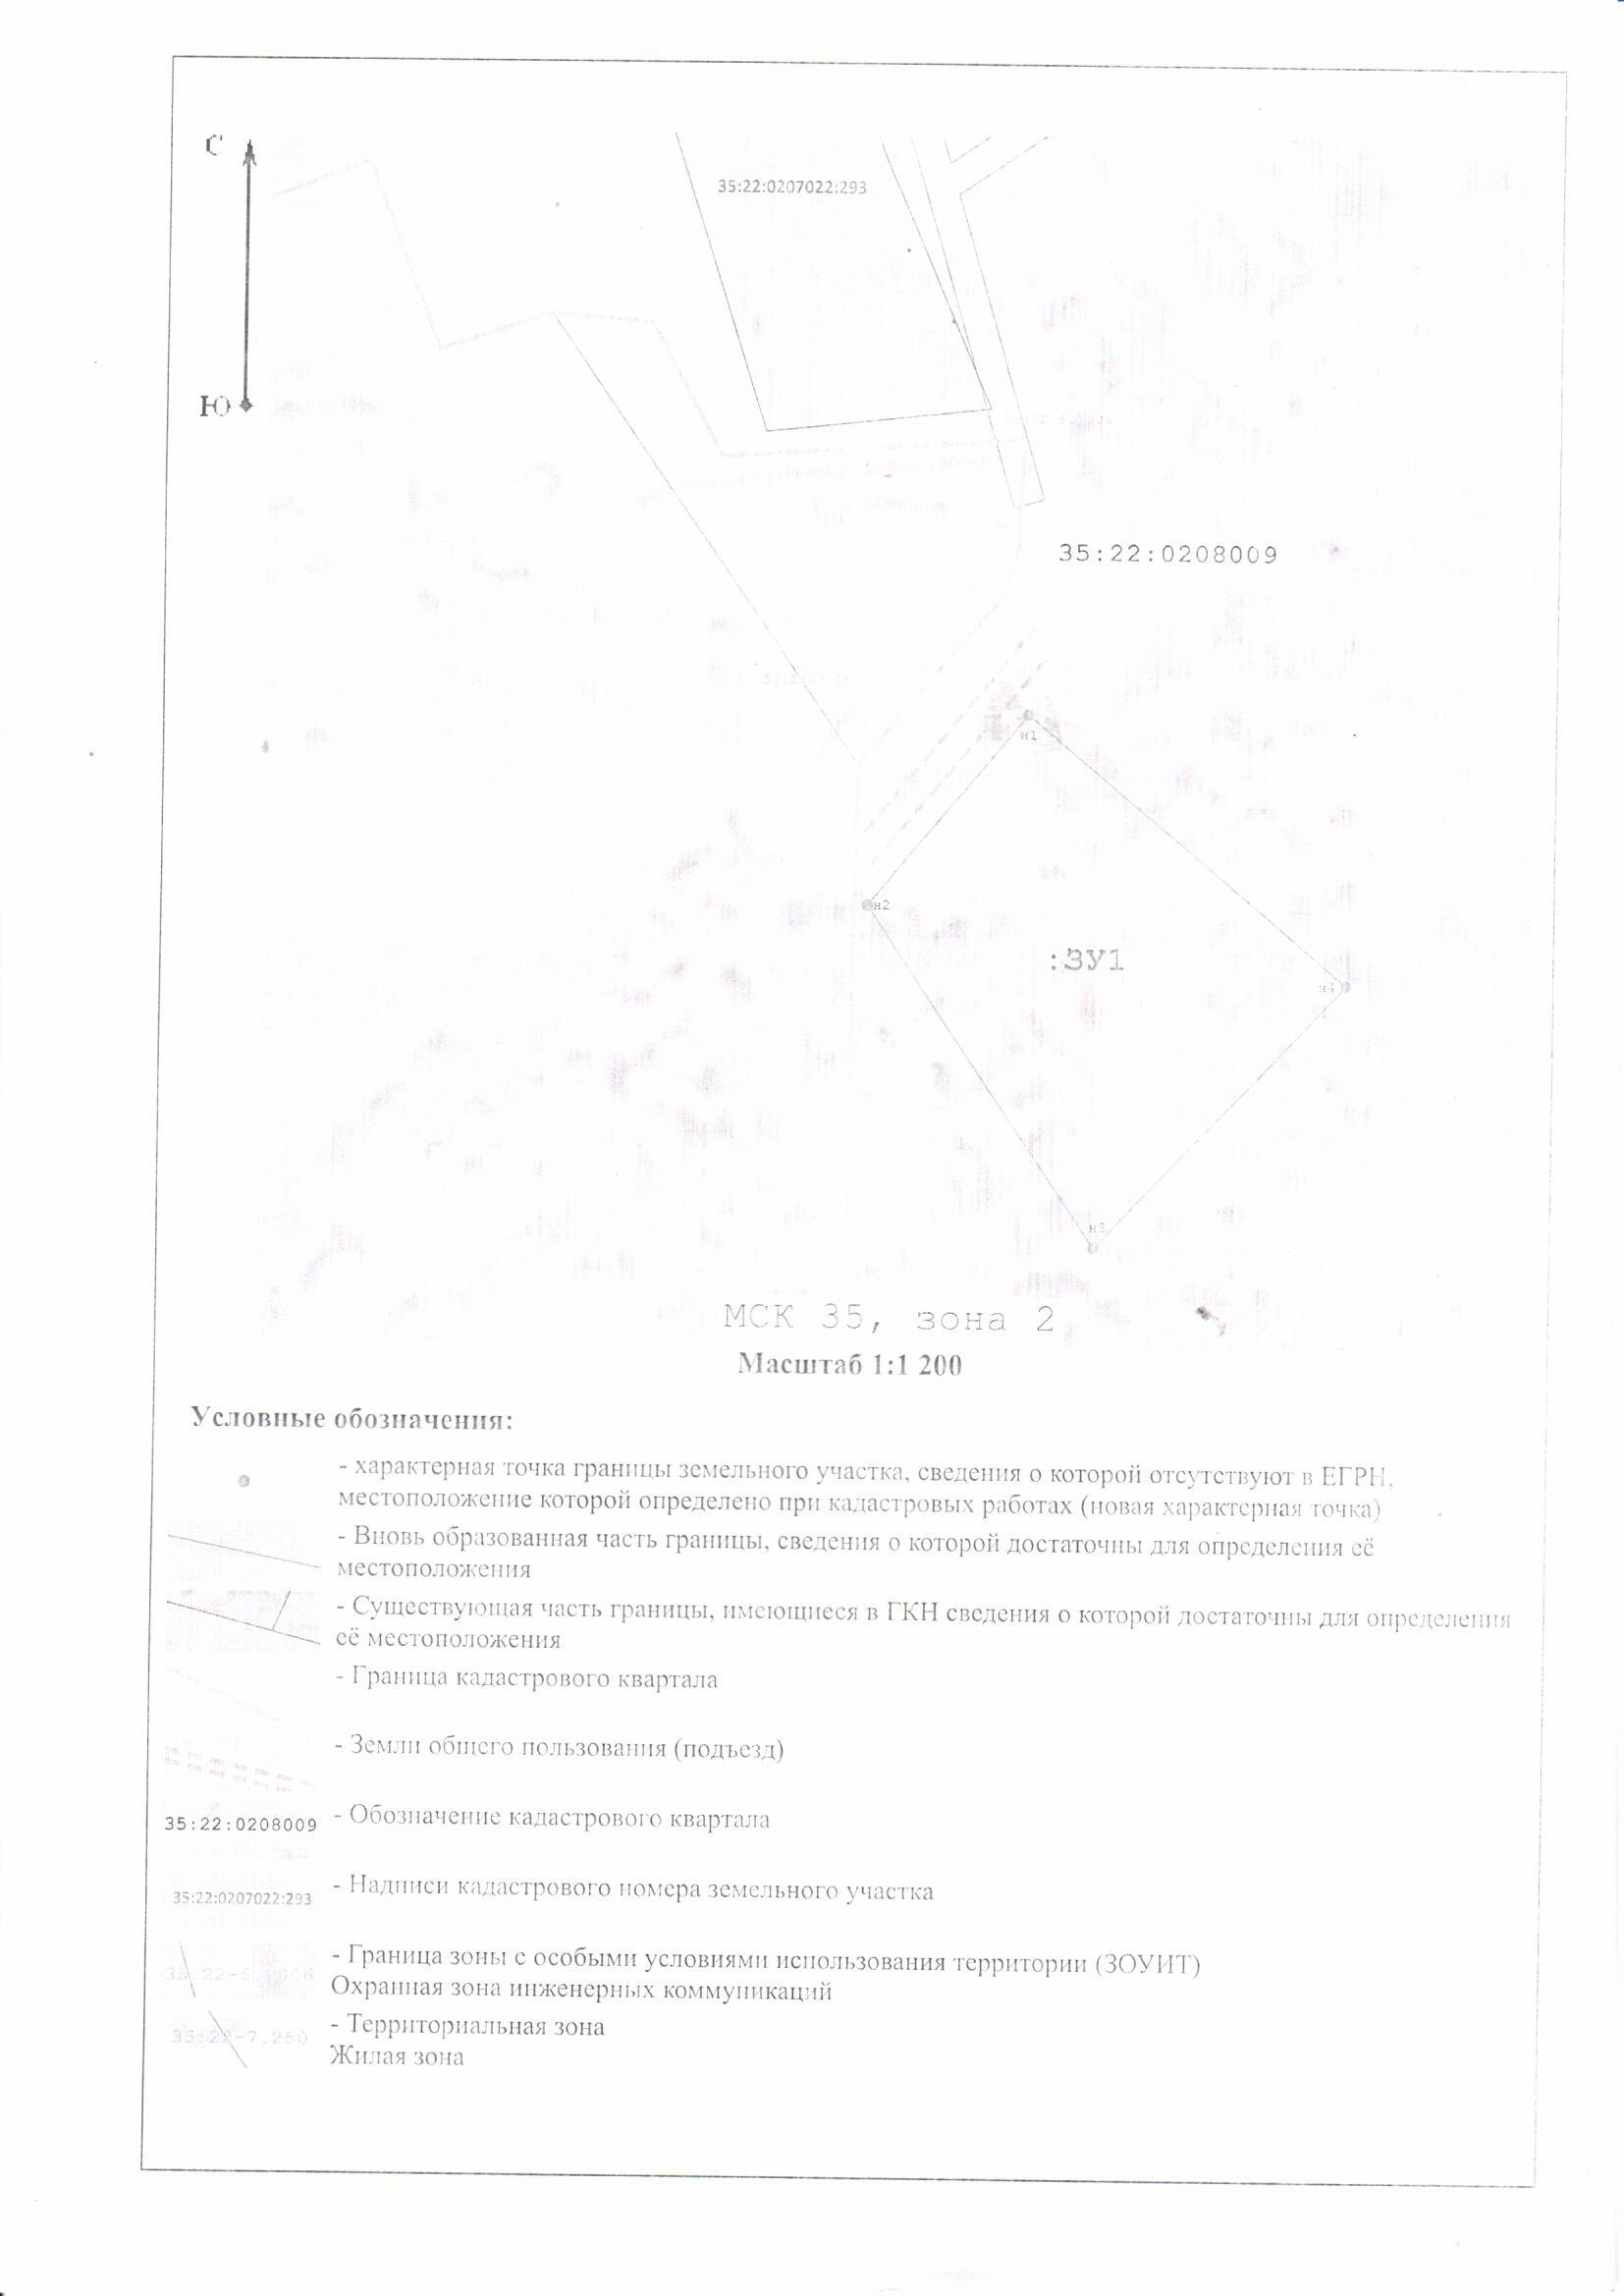 С
35:22:0207022:293
Ю
35:22:0208009
н1
н2
:ЗУ1
н4
н3
МСК 35, зона 2
Масштаб 1:1 200
Условные обозначения:
- характерная точка границы земельного участка, сведения о которой отсутствуют в ЕГРН,
местоположение которой определено при кадастровых работах (новая характерная точка)
- Вновь образованная часть границы, сведения о которой достаточны для определения её
местоположения
- Существующая часть границы, имеющиеся в ГКН сведения о которой достаточны для определения
её местоположения
- Граница кадастрового квартала
- Земли общего пользования (подъезд)
35:22:0208009 - Обозначение кадастрового квартала
35:22:0207022:293 - Надписи кадастрового номера земельного участка
- Граница зоны с особыми условиями использования территории (ЗОУИТ)
Охранная зона инженерных коммуникаций
35:22-7.250 - Территориальная зона
Жилая зона